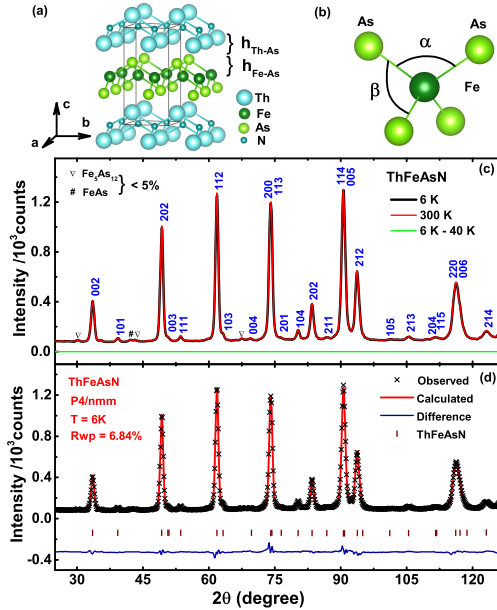 (a)
h Th-As
h Fe-As
Th
Fe
As
N
c
b
a
(b)
As
As
α
β
Fe
(c)
▽ Fe5As12
# FeAs
< 5%
ThFeAsN
6 K
300 K
6 K - 40 K
Intensity /10³counts
1.2
0.8
0.4
0.0
002
101
202
003
111
112
103
004
200
113
201
104
202
211
114
005
212
105
213
204
115
220
006
214
(d)
ThFeAsN
P4/nmm
T = 6K
Rwp = 6.84%
Observed
Calculated
Difference
ThFeAsN
Intensity /10³counts
1.2
0.8
0.4
0.0
-0.4
30
45
60
75
90
105
120
2θ (degree)